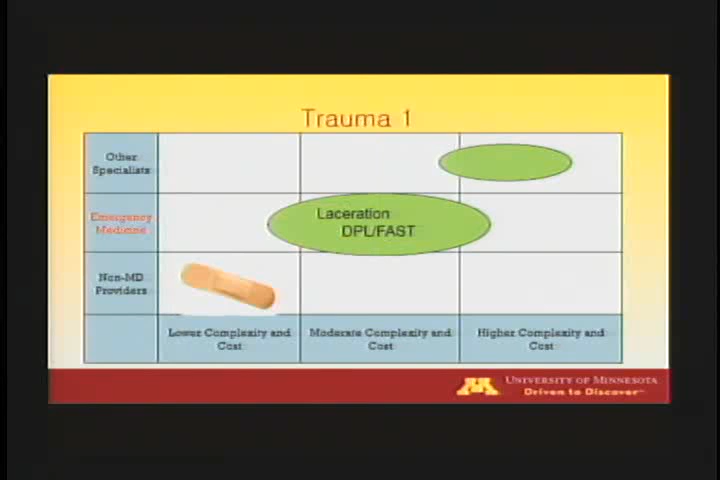 Trauma 1
Other
Specialists
Emergency
Medicine
Laceration
DPL/FAST
Non-MD
Providers
Lower Complexity and
Cost
Moderate Complexity and
Cost
Higher Complexity and
Cost
M
UNIVERSITY OF MINNESOTA
Driven to Discover™